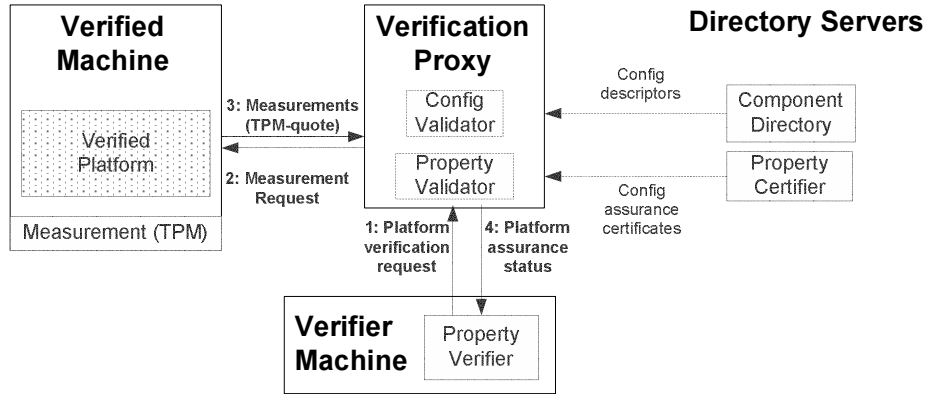 Verified
Machine
Verified
Platform
Measurement (TPM)
3: Measurements
(TPM-quote)
2: Measurement
Request
Verification
Proxy
Config
Validator
Property
Validator
Directory Servers
Config
descriptors
Component
Directory
Property
Certifier
Config
assurance
certificates
1: Platform
verification
request
4: Platform
assurance
status
Verifier
Machine
Property
Verifier